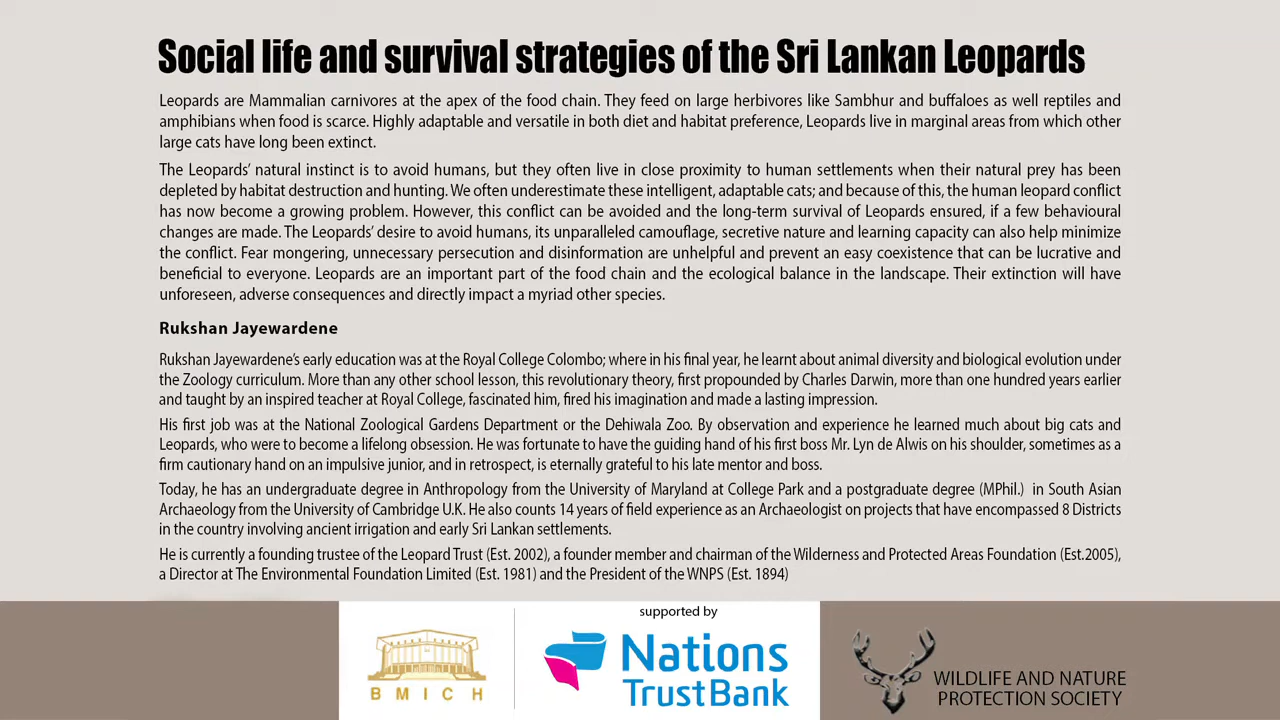 Social life and survival strategies of the Sri Lankan Leopards
Leopards are Mammalian carnivores at the apex of the food chain. They feed on large herbivores like Sambhur and buffaloes as well reptiles and
amphibians when food is scarce. Highly adaptable and versatile in both diet and habitat preference, Leopards live in marginal areas from which other
large cats have long been extinct.
The Leopards’ natural instinct is to avoid humans, but they often live in close proximity to human settlements when their natural prey has been
depleted by habitat destruction and hunting. We often underestimate these intelligent, adaptable cats; and because of this, the human leopard conflict
has now become a growing problem. However, this conflict can be avoided and the long-term survival of Leopards ensured, if a few behavioural
changes are made. The Leopards’ desire to avoid humans, its unparalleled camouflage, secretive nature and learning capacity can also help minimize
the conflict. Fear mongering, unnecessary persecution and disinformation are unhelpful and prevent an easy coexistence that can be lucrative and
beneficial to everyone. Leopards are an important part of the food chain and the ecological balance in the landscape. Their extinction will have
unforeseen, adverse consequences and directly impact a myriad other species.
Rukshan Jayewardene
Rukshan Jayewardene’s early education was at the Royal College Colombo; where in his final year, he learnt about animal diversity and biological evolution under
the Zoology curriculum. More than any other school lesson, this revolutionary theory, first propounded by Charles Darwin, more than one hundred years earlier
and taught by an inspired teacher at Royal College, fascinated him, fired his imagination and made a lasting impression.
His first job was at the National Zoological Gardens Department or the Dehiwala Zoo. By observation and experience he learned much about big cats and
Leopards, who were to become a lifelong obsession. He was fortunate to have the guiding hand of his first boss Mr. Lyn de Alwis on his shoulder, sometimes as a
firm cautionary hand on an impulsive junior, and in retrospect, is eternally grateful to his late mentor and boss.
Today, he has an undergraduate degree in Anthropology from the University of Maryland at College Park and a postgraduate degree (MPhil.) in South Asian
Archaeology from the University of Cambridge U.K. He also counts 14 years of field experience as an Archaeologist on projects that have encompassed 8 Districts
in the country involving ancient irrigation and early Sri Lankan settlements.
He is currently a founding trustee of the Leopard Trust (Est. 2002), a founder member and chairman of the Wilderness and Protected Areas Foundation (Est.2005),
a Director at The Environmental Foundation Limited (Est. 1981) and the President of the WNPS (Est. 1894)
supported by
BMICH
Nations
Trust Bank
WILDLIFE AND NATURE
PROTECTION SOCIETY